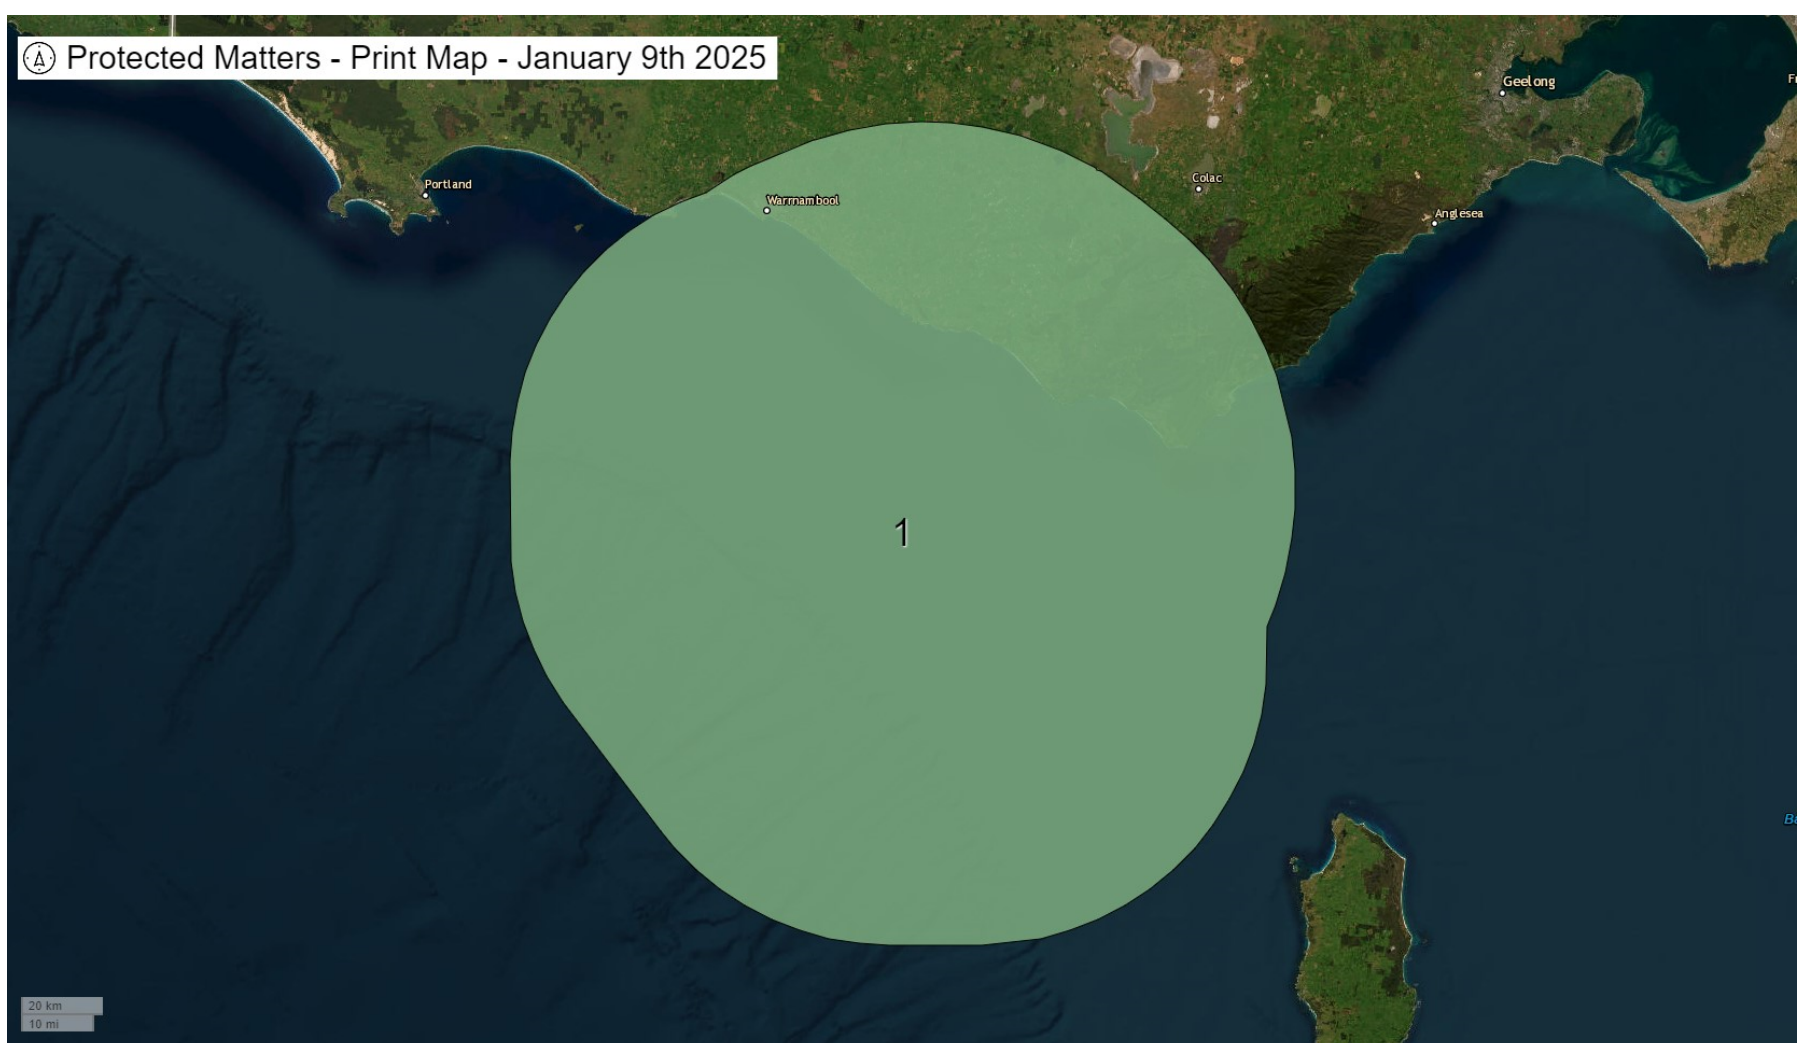 Protected Matters - Print Map - January 9th 2025
Geelong
Portland
Colac
Warrnambool
Anglesea
1
20 km
10 mi